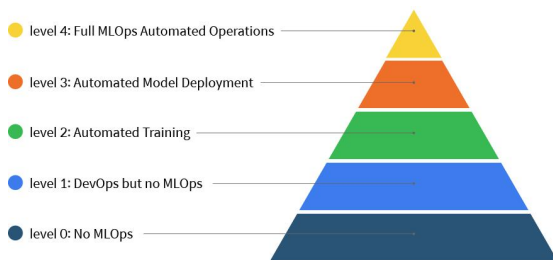 level 4: Full MLOps Automated Operations
level 3: Automated Model Deployment
level 2: Automated Training
level 1: DevOps but no MLOps
level 0: No MLOps